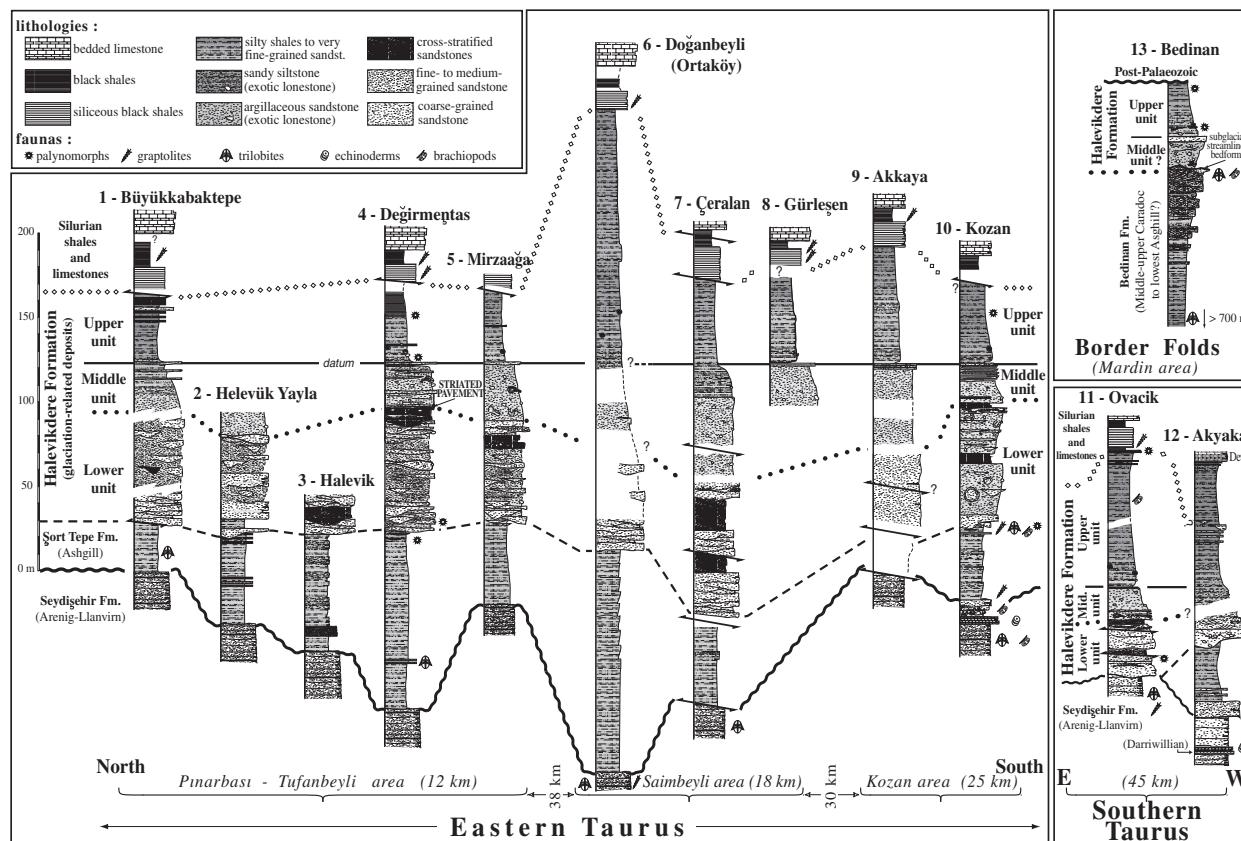 lithologies :
bedded limestone
black shales
siliceous black shales
silty shales to very
fine-grained sandst.
sandy siltstone
(exotic lonestone)
argillaceous sandstone
(exotic lonestone)
cross-stratified
sandstones
fine- to medium-
grained sandstone
coarse-grained
sandstone
faunas :
palynomorphs
graptolites
trilobites
echinoderms
brachiopods
1 - Büyükkabaktepe
2 - Helevük Yayla
3 - Halevik
4 - Değirmentas
5 - Mirzaağa
6 - Doğanbeyli
(Ortaköy)
7 - Çeralan
8 - Gürleşen
9 - Akkaya
10 - Kozan
200
150
100
50
0 m
Silurian
shales
and
limestones
Halevikdere Formation
(glaciation-related deposits)
Upper
unit
Middle
unit
Lower
unit
Şort Tepe Fm.
(Ashgill)
Seydişehir Fm.
(Arenig-Llanvirn)
datum
STRIATED
PAVEMENT
?
?
?
?
?
?
?
Upper
unit
Middle
unit
Lower
unit
North
South
Pınarbası - Tufanbeyli area (12 km)
38 km
Saimbeyli area (18 km)
30 km
Kozan area (25 km)
Eastern Taurus
13 - Bedinan
Post-Palaeozoic
Halevikdere
Formation
Upper
unit
Middle
unit ?
subglacial
streamline
bedform
Bedinan Fm.
(Middle-upper Caradoc
to lowest Asghill?)
> 700 m
Border Folds
(Mardin area)
11 - Ovacik
12 - Akyaka
Silurian
shales and
limestones
De
Halevikdere Formation
Upper
unit
Mid.
unit
Lower
unit
?
?
Seydişehir Fm.
(Arenig-Llanvirn)
(Darriwillian)
E
W
(45 km)
Southern
Taurus